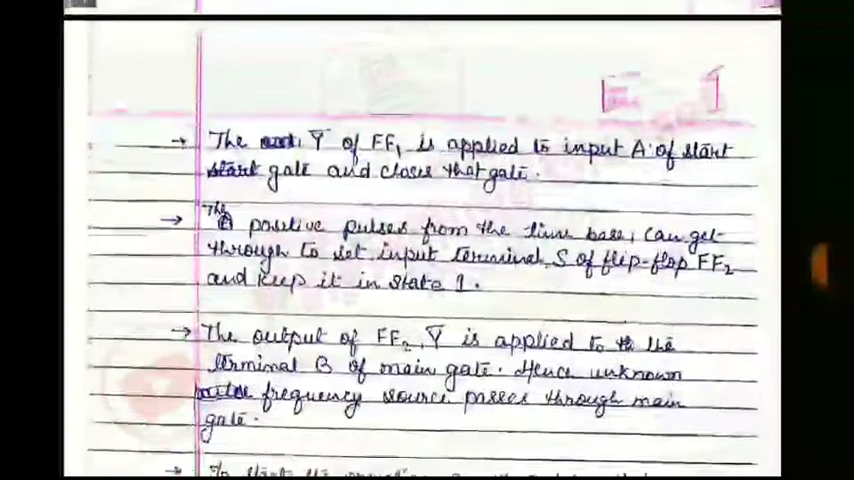 → The Y̅ of FF₁ is applied to input A of start
gate and closes that gate.
→ The positive pulses from the time base, can get
through to set input terminal S of flip-flop FF₂
and keep it in state 1.
→ The output of FF₂, Y̅ is applied to the
terminal B of main gate. Hence unknown
frequency source passes through main
gate.
→ To start the operation